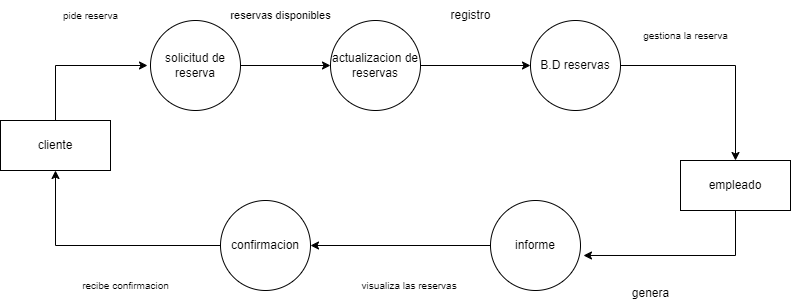 pide reserva
reservas disponibles
registro
gestiona la reserva
solicitud de
reserva
actualizacion de
reservas
B.D reservas
cliente
empleado
confirmacion
informe
recibe confirmacion
visualiza las reservas
genera